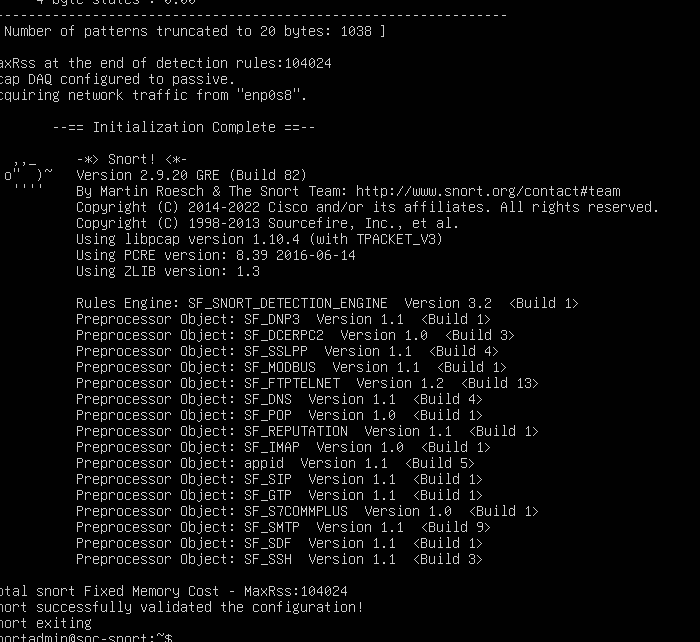 4 byte states : 0.00
----------------------------------------------------------------
Number of patterns truncated to 20 bytes: 1038 ]
axRss at the end of detection rules:104024
cap DAQ configured to passive.
cquiring network traffic from "enp0s8".
--== Initialization Complete ==--
,,_ -*> Snort! <*-
o" )~ Version 2.9.20 GRE (Build 82)
'''' By Martin Roesch & The Snort Team: http://www.snort.org/contact#team
Copyright (C) 2014-2022 Cisco and/or its affiliates. All rights reserved.
Copyright (C) 1998-2013 Sourcefire, Inc., et al.
Using libpcap version 1.10.4 (with TPACKET_V3)
Using PCRE version: 8.39 2016-06-14
Using ZLIB version: 1.3
Rules Engine: SF_SNORT_DETECTION_ENGINE Version 3.2 <Build 1>
Preprocessor Object: SF_DNP3 Version 1.1 <Build 1>
Preprocessor Object: SF_DCERPC2 Version 1.0 <Build 3>
Preprocessor Object: SF_SSLPP Version 1.1 <Build 4>
Preprocessor Object: SF_MODBUS Version 1.1 <Build 1>
Preprocessor Object: SF_FTPTELNET Version 1.2 <Build 13>
Preprocessor Object: SF_DNS Version 1.1 <Build 4>
Preprocessor Object: SF_POP Version 1.0 <Build 1>
Preprocessor Object: SF_REPUTATION Version 1.1 <Build 1>
Preprocessor Object: SF_IMAP Version 1.0 <Build 1>
Preprocessor Object: appid Version 1.1 <Build 5>
Preprocessor Object: SF_SIP Version 1.1 <Build 1>
Preprocessor Object: SF_GTP Version 1.1 <Build 1>
Preprocessor Object: SF_S7COMMPLUS Version 1.0 <Build 1>
Preprocessor Object: SF_SMTP Version 1.1 <Build 9>
Preprocessor Object: SF_SDF Version 1.1 <Build 1>
Preprocessor Object: SF_SSH Version 1.1 <Build 3>
otal snort Fixed Memory Cost - MaxRss:104024
nort successfully validated the configuration!
nort exiting
nortadmin@soc-snort:~$